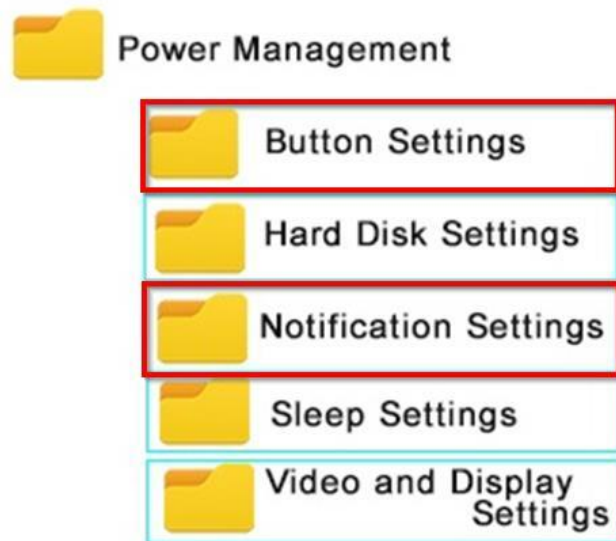 Power Management
Button Settings
Hard Disk Settings
Notification Settings
Sleep Settings
Video and Display
Settings